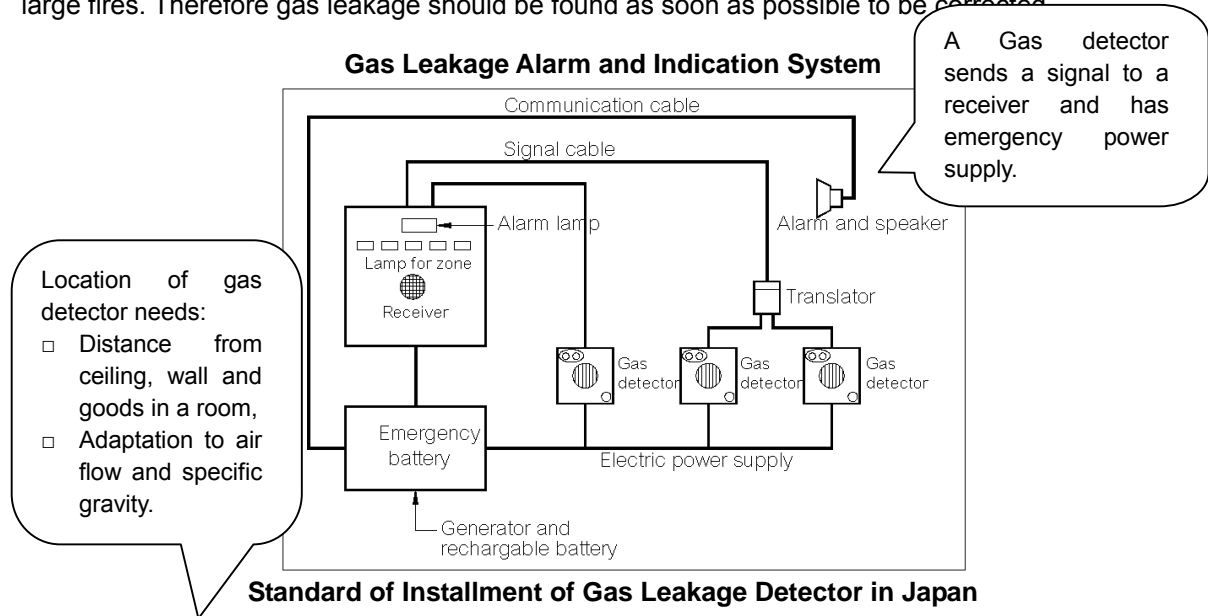 large fires. Therefore gas leakage should be found as soon as possible to be corrected
Gas Leakage Alarm and Indication System
A Gas detector
sends a signal to a
receiver and has
emergency power
supply.
Communication cable
Signal cable
Alarm lamp
Alarm and speaker
Lamp for zone
Receiver
Translator
Gas
detector
Gas
detector
Gas
detector
Location of gas
detector needs:
□ Distance from
ceiling, wall and
goods in a room,
□ Adaptation to air
flow and specific
gravity.
Emergency
battery
Electric power supply
Generator and
rechargable battery
Standard of Installment of Gas Leakage Detector in Japan